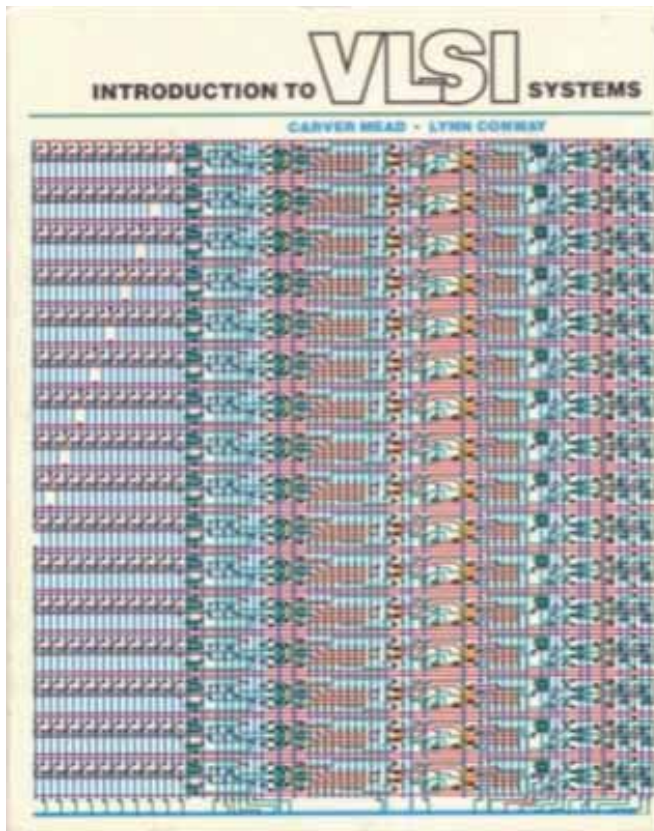 INTRODUCTION TO VLSI SYSTEMS
CARVER MEAD - LYNN CONWAY